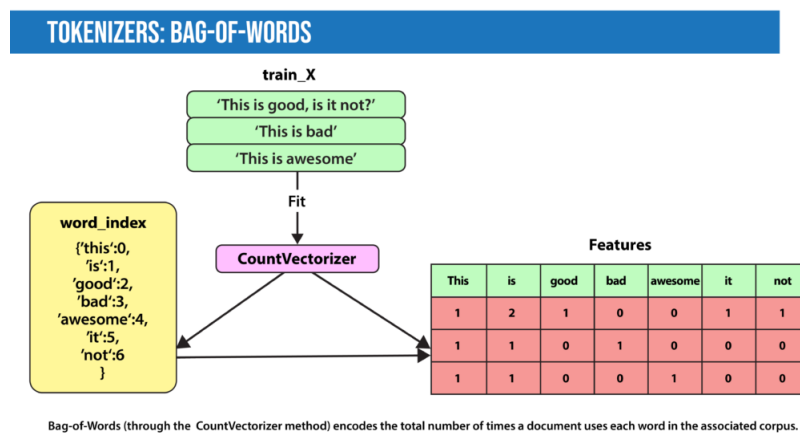 TOKENIZERS: BAG-OF-WORDS
train_X
‘This is good, is it not?’
‘This is bad’
‘This is awesome’
Fit
word_index
{’this‘:0,
’is‘:1,
’good‘:2,
’bad‘:3,
’awesome‘:4,
’it‘:5,
’not‘:6
}
CountVectorizer
Features
This is good bad awesome it not
1 2 1 0 0 1 1
1 1 0 1 0 0 0
1 1 0 0 1 0 0
Bag-of-Words (through the CountVectorizer method) encodes the total number of times a document uses each word in the associated corpus.